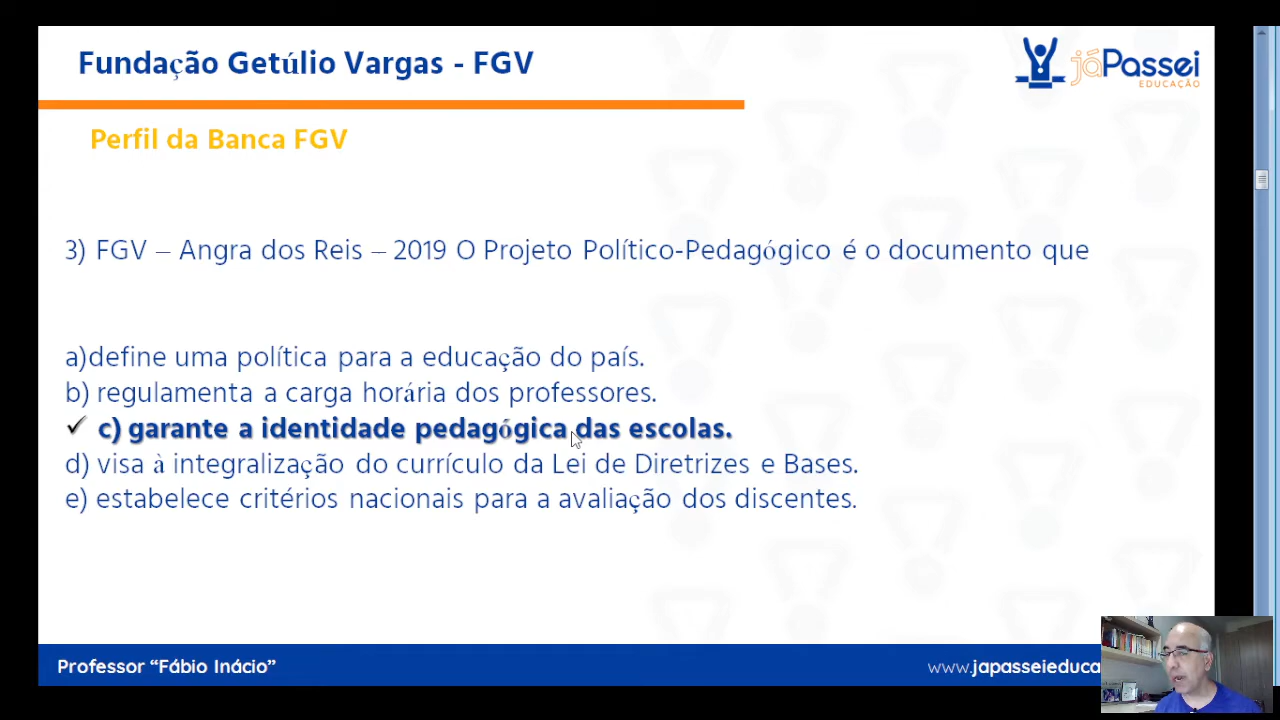 Fundação Getúlio Vargas - FGV
jáPassei
EDUCAÇÃO
Perfil da Banca FGV
3) FGV – Angra dos Reis – 2019 O Projeto Político-Pedagógico é o documento que
a)define uma política para a educação do país.
b) regulamenta a carga horária dos professores.
✓ c) garante a identidade pedagógica das escolas.
d) visa à integralização do currículo da Lei de Diretrizes e Bases.
e) estabelece critérios nacionais para a avaliação dos discentes.
Professor “Fábio Inácio”
www.japasseieduca